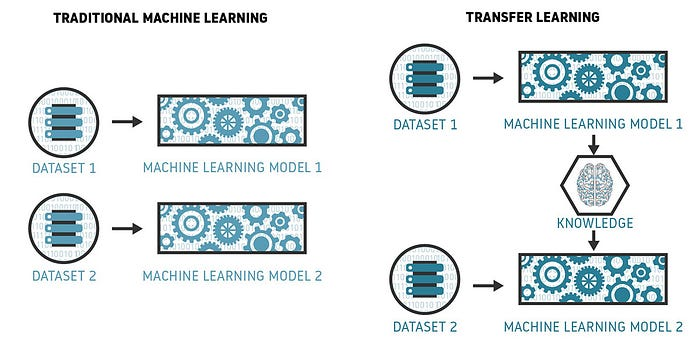 TRADITIONAL MACHINE LEARNING
DATASET 1
MACHINE LEARNING MODEL 1
DATASET 2
MACHINE LEARNING MODEL 2
TRANSFER LEARNING
DATASET 1
MACHINE LEARNING MODEL 1
KNOWLEDGE
DATASET 2
MACHINE LEARNING MODEL 2